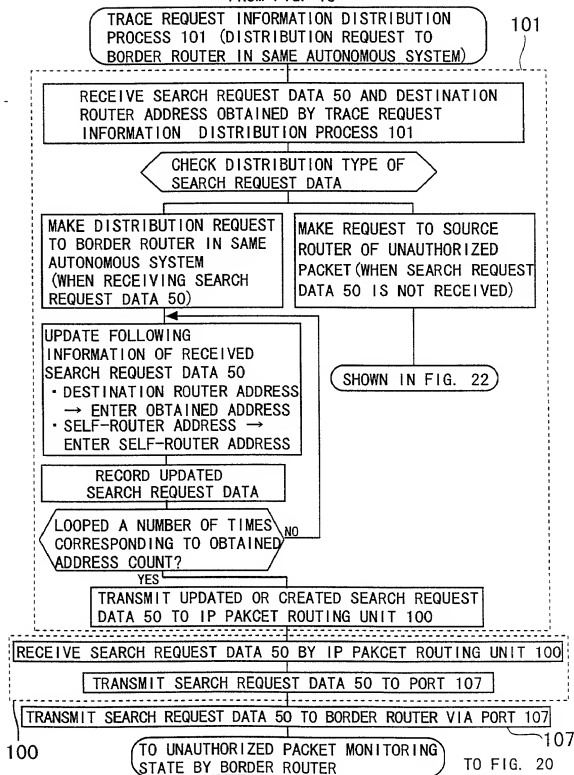 TRACE REQUEST INFORMATION DISTRIBUTION
PROCESS 101 (DISTRIBUTION REQUEST TO
BORDER ROUTER IN SAME AUTONOMOUS SYSTEM)
101
RECEIVE SEARCH REQUEST DATA 50 AND DESTINATION
ROUTER ADDRESS OBTAINED BY TRACE REQUEST
INFORMATION DISTRIBUTION PROCESS 101
CHECK DISTRIBUTION TYPE OF
SEARCH REQUEST DATA
MAKE DISTRIBUTION REQUEST
TO BORDER ROUTER IN SAME
AUTONOMOUS SYSTEM
(WHEN RECEIVING SEARCH
REQUEST DATA 50)
MAKE REQUEST TO SOURCE
ROUTER OF UNAUTHORIZED
PACKET(WHEN SEARCH REQUEST
DATA 50 IS NOT RECEIVED)
UPDATE FOLLOWING
INFORMATION OF RECEIVED
SEARCH REQUEST DATA 50
・DESTINATION ROUTER ADDRESS
→ ENTER OBTAINED ADDRESS
・SELF-ROUTER ADDRESS →
ENTER SELF-ROUTER ADDRESS
SHOWN IN FIG. 22
RECORD UPDATED
SEARCH REQUEST DATA
LOOPED A NUMBER OF TIMES
CORRESPONDING TO OBTAINED
ADDRESS COUNT?
NO
YES
TRANSMIT UPDATED OR CREATED SEARCH REQUEST
DATA 50 TO IP PAKCET ROUTING UNIT 100
RECEIVE SEARCH REQUEST DATA 50 BY IP PAKCET ROUTING UNIT 100
TRANSMIT SEARCH REQUEST DATA 50 TO PORT 107
TRANSMIT SEARCH REQUEST DATA 50 TO BORDER ROUTER VIA PORT 107
100
107
TO UNAUTHORIZED PACKET MONITORING
STATE BY BORDER ROUTER
TO FIG. 20